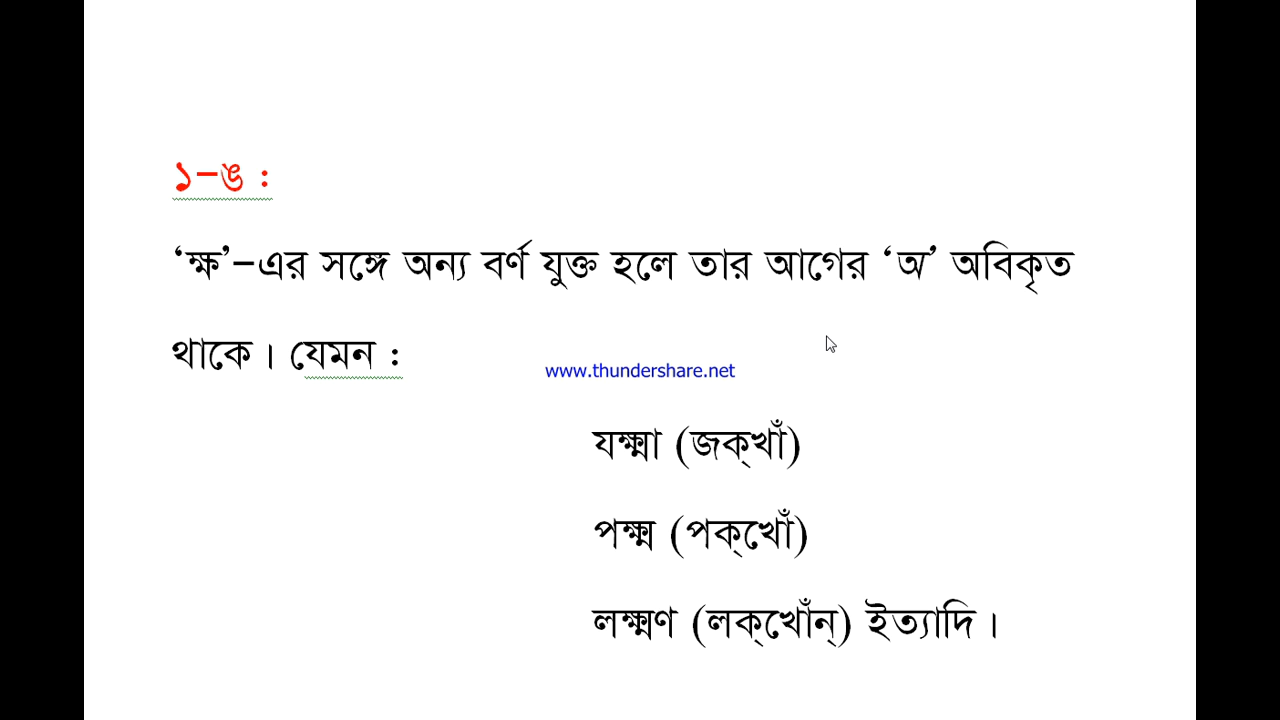 ১-ঙ :
‘ক্ষ’-এর সঙ্গে অন্য বর্ণ যুক্ত হলে তার আগের ‘অ’ অবিকৃত
থাকে। যেমন :
www.thundershare.net
যক্ষ্মা (জক্‌খাঁ)
পক্ষ্ম (পক্‌খোঁ)
লক্ষ্মণ (লক্‌খোঁন্) ইত্যাদি।